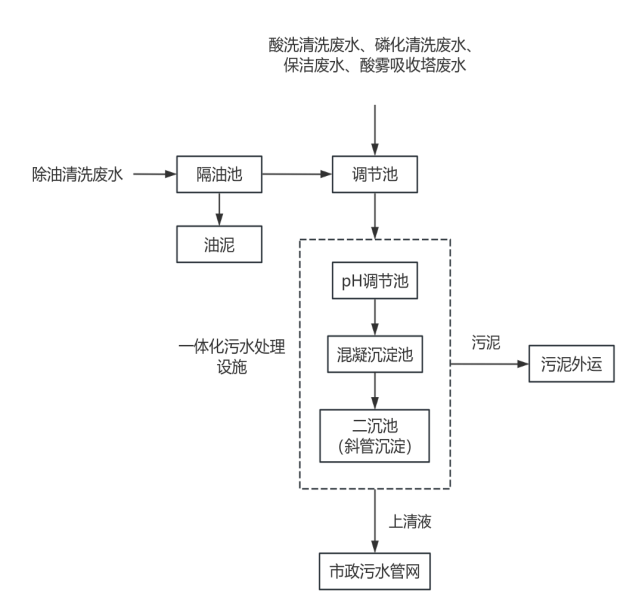 酸洗清洗废水、磷化清洗废水、
保洁废水、酸雾吸收塔废水
除油清洗废水
隔油池
调节池
油泥
pH调节池
一体化污水处理
设施
混凝沉淀池
污泥
污泥外运
二沉池
（斜管沉淀）
上清液
市政污水管网